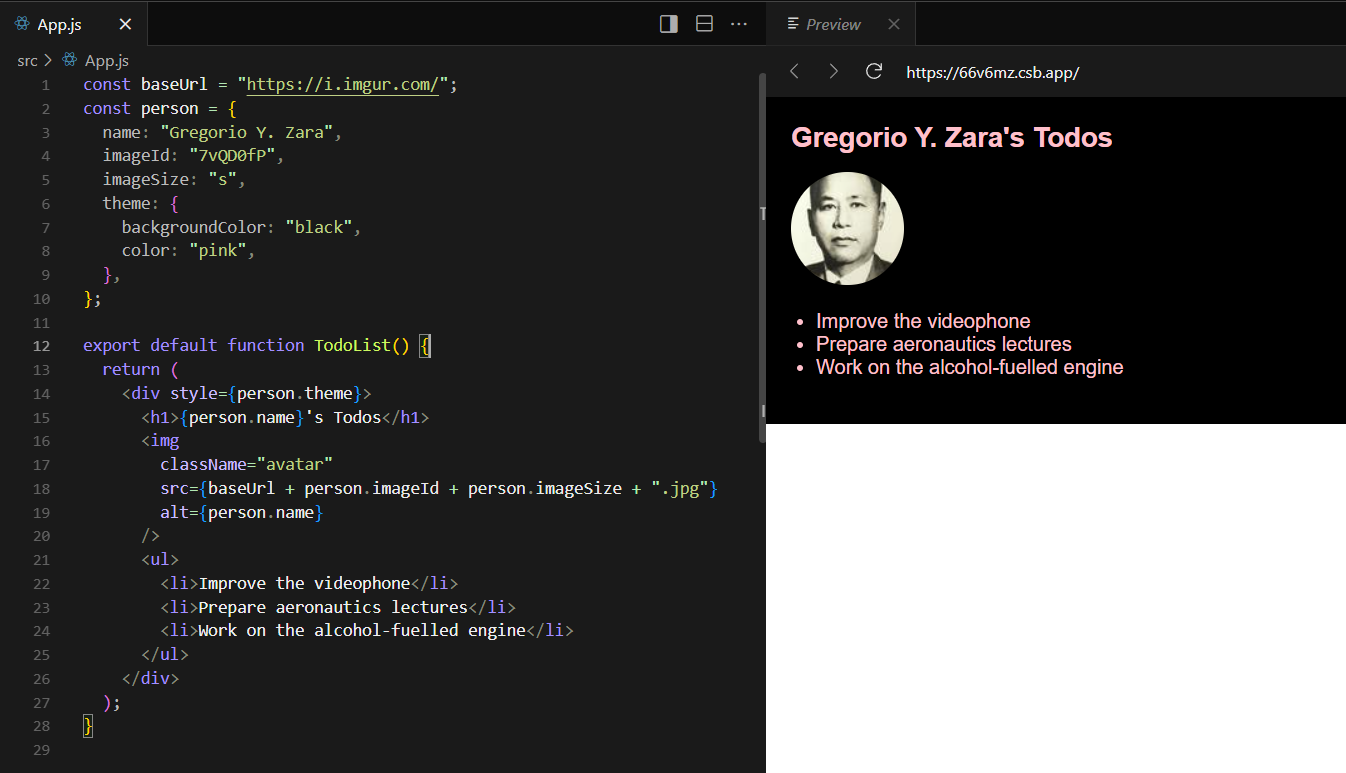 App.js
Preview
src > App.js
https://66v6mz.csb.app/
1 const baseUrl = "https://i.imgur.com/";
2 const person = {
3   name: "Gregorio Y. Zara",
4   imageId: "7vQD0fP",
5   imageSize: "s",
6   theme: {
7     backgroundColor: "black",
8     color: "pink",
9   },
10 };
11
12 export default function TodoList() {
13   return (
14     <div style={person.theme}>
15       <h1>{person.name}'s Todos</h1>
16       <img
17         className="avatar"
18         src={baseUrl + person.imageId + person.imageSize + ".jpg"}
19         alt={person.name}
20       />
21       <ul>
22         <li>Improve the videophone</li>
23         <li>Prepare aeronautics lectures</li>
24         <li>Work on the alcohol-fuelled engine</li>
25       </ul>
26     </div>
27   );
28 }
29
Gregorio Y. Zara's Todos
• Improve the videophone
• Prepare aeronautics lectures
• Work on the alcohol-fuelled engine